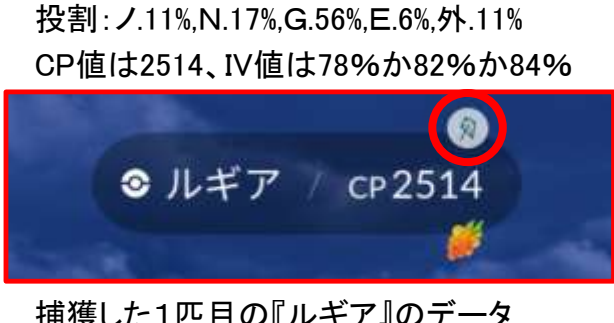 投割:ノ.11%,N.17%,G.56%,E.6%,外.11%
CP値は2514、IV値は78%か82%か84%
ルギア / CP2514
捕獲した1匹目の『ルギア』のデータ